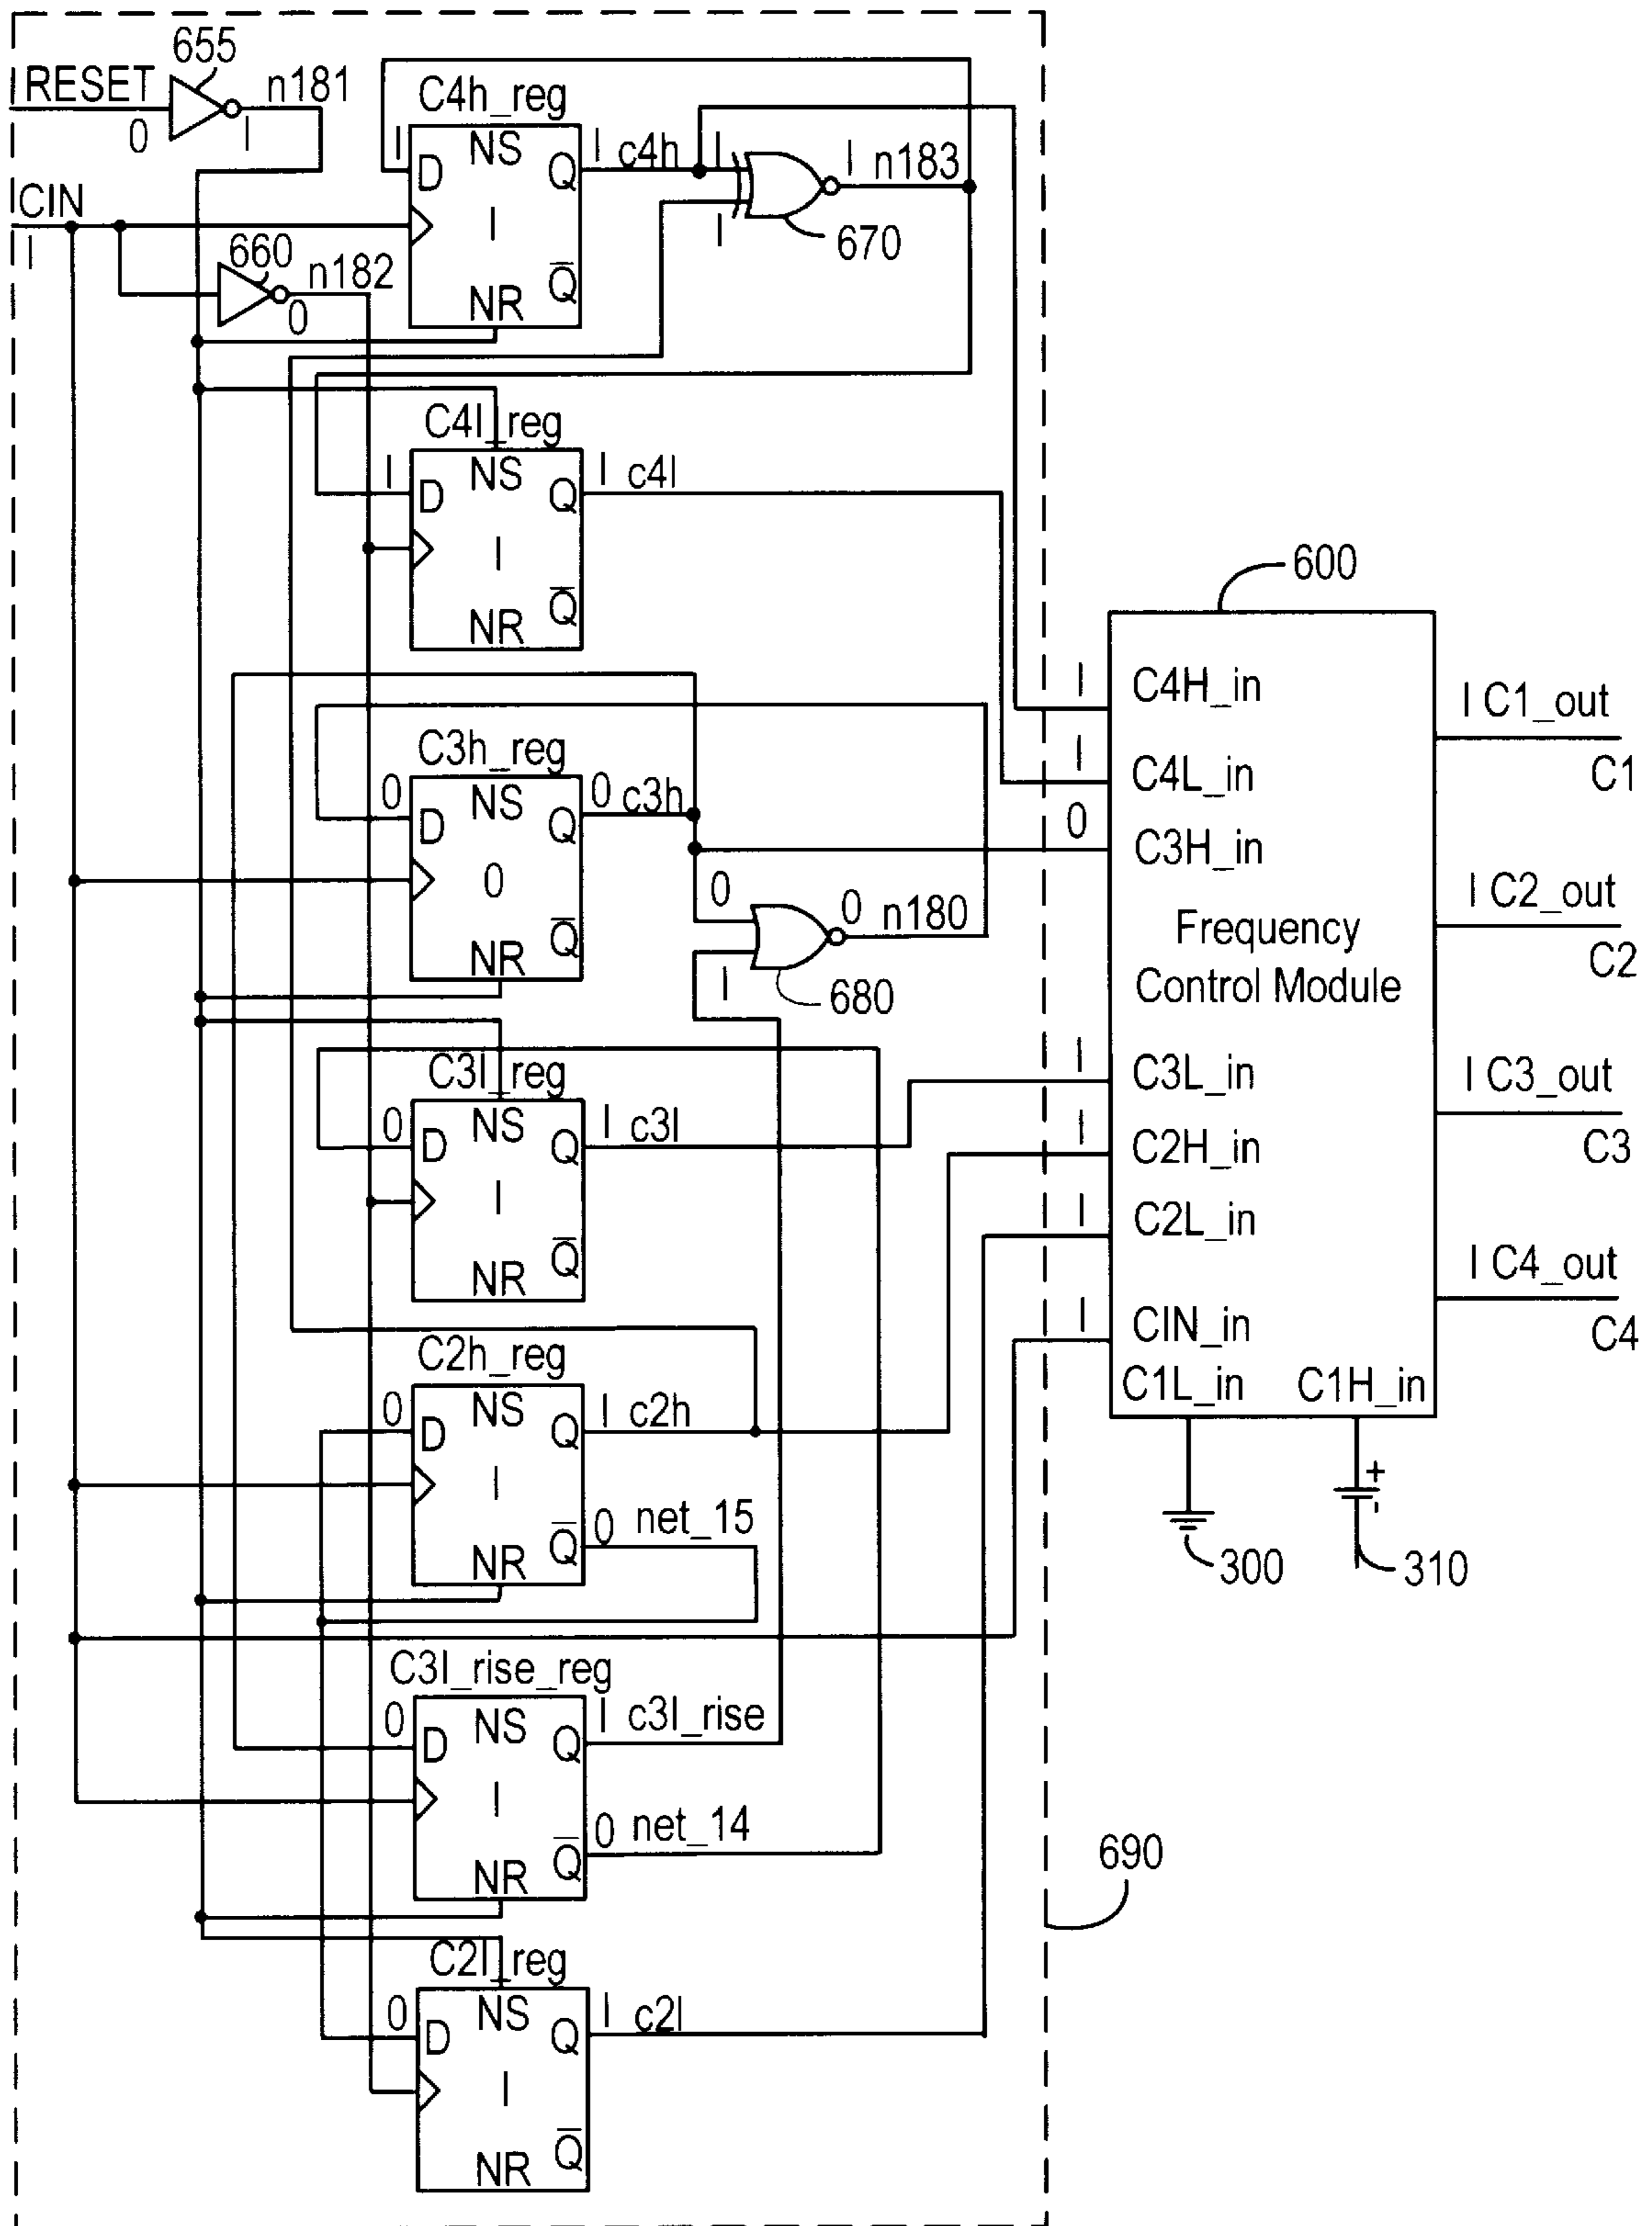 655
RESET
n181
0
I
CIN
I
660
n182
0
C4h_reg
I
D
NS
Q
I
Q
NR
I c4h
I
I
I n183
670
C4l_reg
I
D
NS
Q
I
Q
NR
I c4l
C3h_reg
0
D
NS
Q
0
Q
NR
0 c3h
0
I
0 n180
680
C3l_reg
0
D
NS
Q
I
Q
NR
I c3l
C2h_reg
0
D
NS
Q
I
Q
NR
I c2h
0 net_15
C3l_rise_reg
0
D
NS
Q
I
Q
NR
I c3l_rise
0 net_14
C2l_reg
0
D
NS
Q
I
Q
NR
I c2l
690
600
I
C4H_in
I
C4L_in
0
C3H_in
Frequency
Control Module
I
C3L_in
I
C2H_in
I
C2L_in
I
CIN_in
C1L_in
C1H_in
I C1_out
C1
I C2_out
C2
I C3_out
C3
I C4_out
C4
300
+
-
310